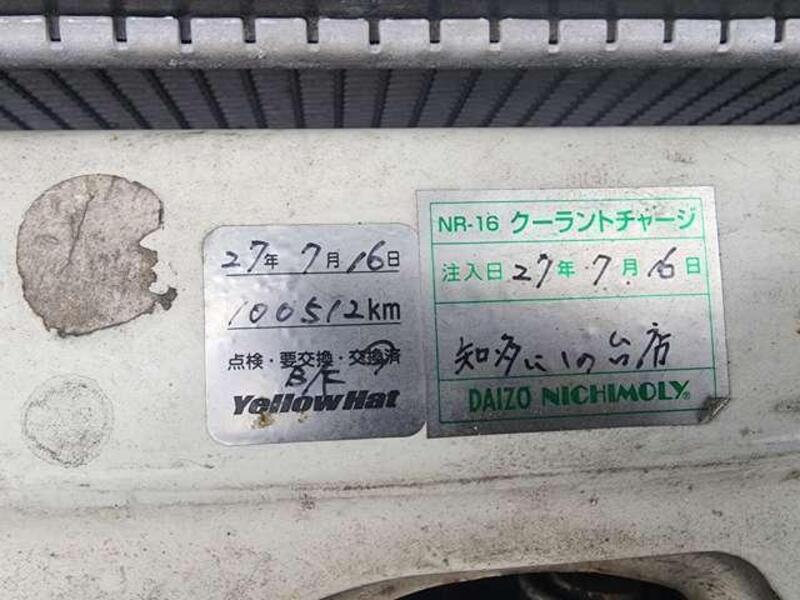 27年 7月 16日
100512km
点検・要交換・交換済
B/F
YellowHat
NR-16 クーラントチャージ
注入日 27年 7月 16日
知多にしの台店
DAIZO NICHIMOLY®